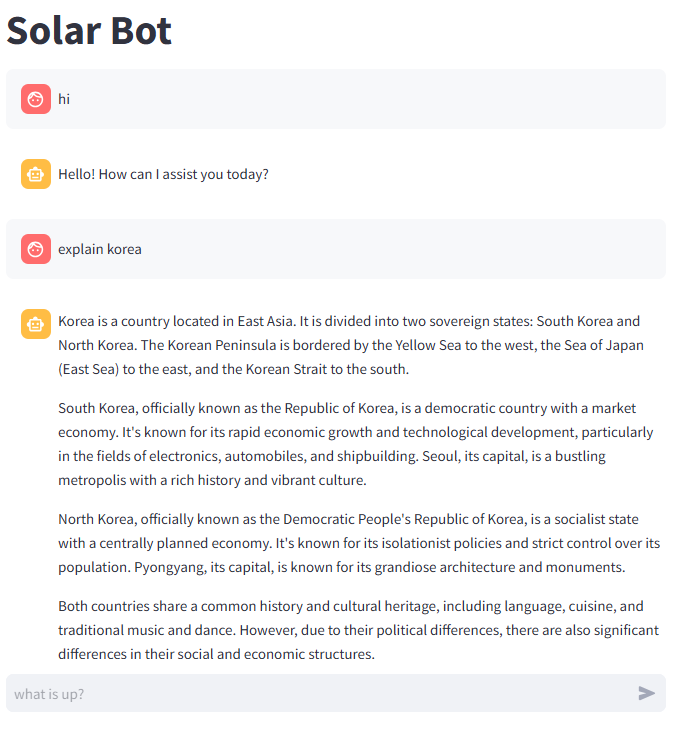 Solar Bot
hi
Hello! How can I assist you today?
explain korea
Korea is a country located in East Asia. It is divided into two sovereign states: South Korea and
North Korea. The Korean Peninsula is bordered by the Yellow Sea to the west, the Sea of Japan
(East Sea) to the east, and the Korean Strait to the south.
South Korea, officially known as the Republic of Korea, is a democratic country with a market
economy. It's known for its rapid economic growth and technological development, particularly
in the fields of electronics, automobiles, and shipbuilding. Seoul, its capital, is a bustling
metropolis with a rich history and vibrant culture.
North Korea, officially known as the Democratic People's Republic of Korea, is a socialist state
with a centrally planned economy. It's known for its isolationist policies and strict control over its
population. Pyongyang, its capital, is known for its grandiose architecture and monuments.
Both countries share a common history and cultural heritage, including language, cuisine, and
traditional music and dance. However, due to their political differences, there are also significant
differences in their social and economic structures.
what is up?